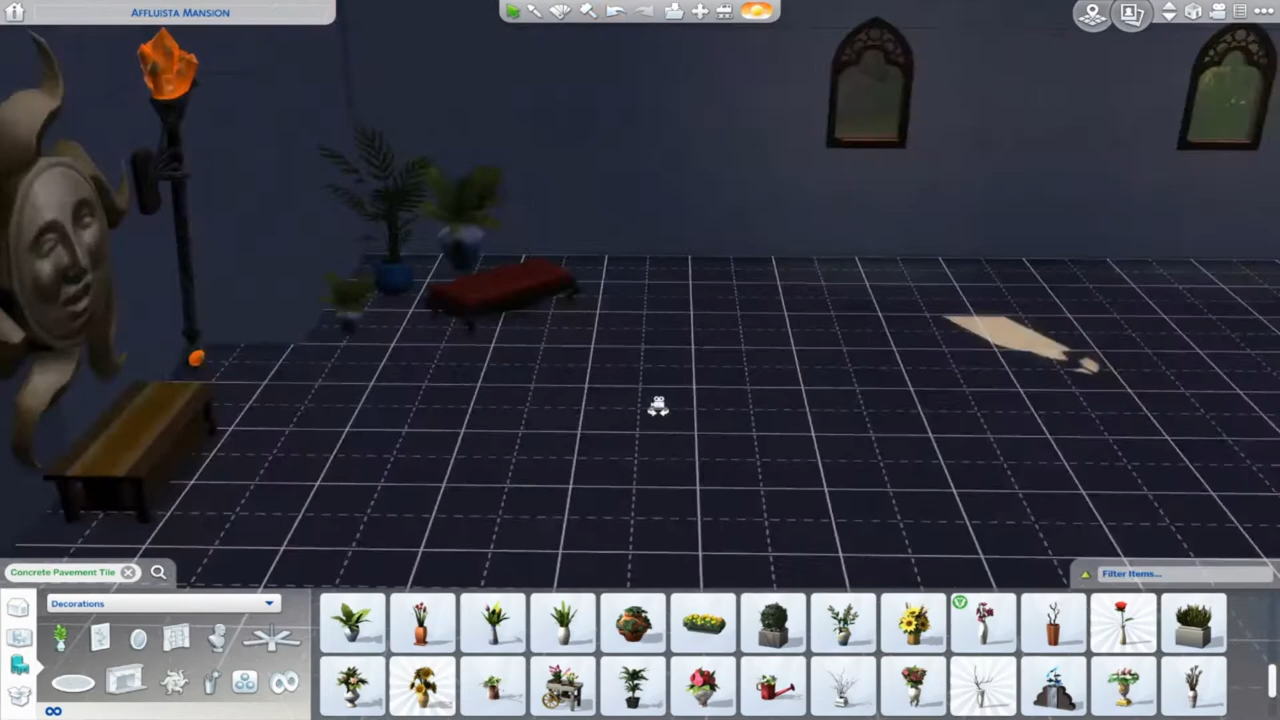 AFFLUISTA MANSION
Concrete Pavement Tile
Filter Items...
Decorations